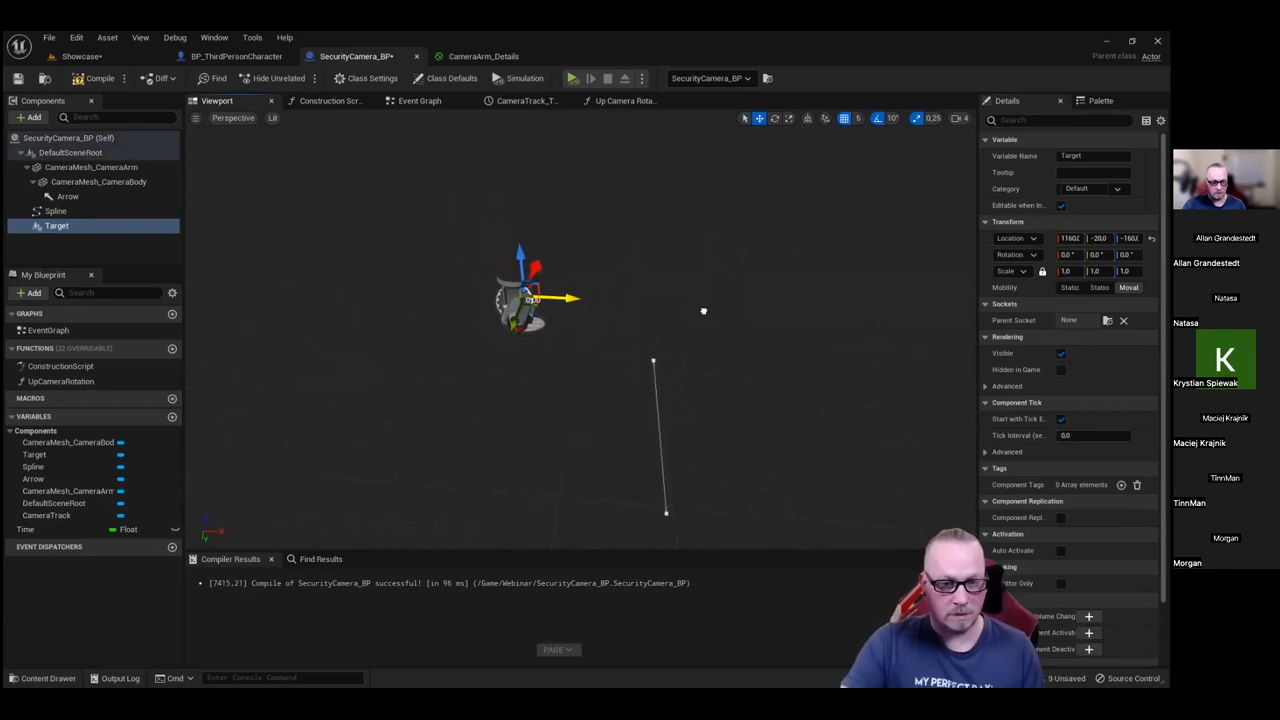 File Edit Asset View Debug Window Tools Help
Showcase•
BP_ThirdPersonCharacter
SecurityCamera_BP•
CameraArm_Details
Parent class: Actor
Compile
Diff
Find
Hide Unrelated
Class Settings
Class Defaults
Simulation
SecurityCamera_BP
Components
Add
Search
SecurityCamera_BP (Self)
DefaultSceneRoot
CameraMesh_CameraArm
CameraMesh_CameraBody
Arrow
Spline
Target
My Blueprint
Add
Search
GRAPHS
EventGraph
FUNCTIONS (22 OVERRIDABLE)
ConstructionScript
UpCameraRotation
MACROS
VARIABLES
Components
CameraMesh_CameraBod
Target
Spline
Arrow
CameraMesh_CameraArm
DefaultSceneRoot
CameraTrack
Time Float
EVENT DISPATCHERS
Viewport
Construction Scr...
Event Graph
CameraTrack_T...
Up Camera Rota...
Perspective
Lit
5
10°
0,25
4
Compiler Results
Find Results
[7415,21] Compile of SecurityCamera_BP successful! [in 96 ms] (/Game/Webinar/SecurityCamera_BP.SecurityCamera_BP)
PAGE
Content Drawer
Output Log
Cmd
Enter Console Command
9 Unsaved
Source Control
Details
Palette
Search
Variable
Variable Name Target
Tooltip
Category Default
Editable when In...
Transform
Location 1160,( -20,0 -160,(
Rotation 0,0 ° 0,0 ° 0,0 °
Scale 1,0 1,0 1,0
Mobility Static Static Moval
Sockets
Parent Socket None
Rendering
Visible
Hidden in Game
Advanced
Component Tick
Start with Tick E...
Tick Interval (se... 0,0
Advanced
Tags
Component Tags 0 Array elements
Component Replication
Component Repl...
Activation
Auto Activate
oking
itor Only
olume Chang
nent Activate
nent Deactiv
MY PERFECT DAY
Allan Grandestedt
Allan Grandestedt
Natasa
Natasa
K
Krystian Spiewak
Maciej Krajnik
Maciej Krajnik
TinnMan
TinnMan
Morgan
Morgan